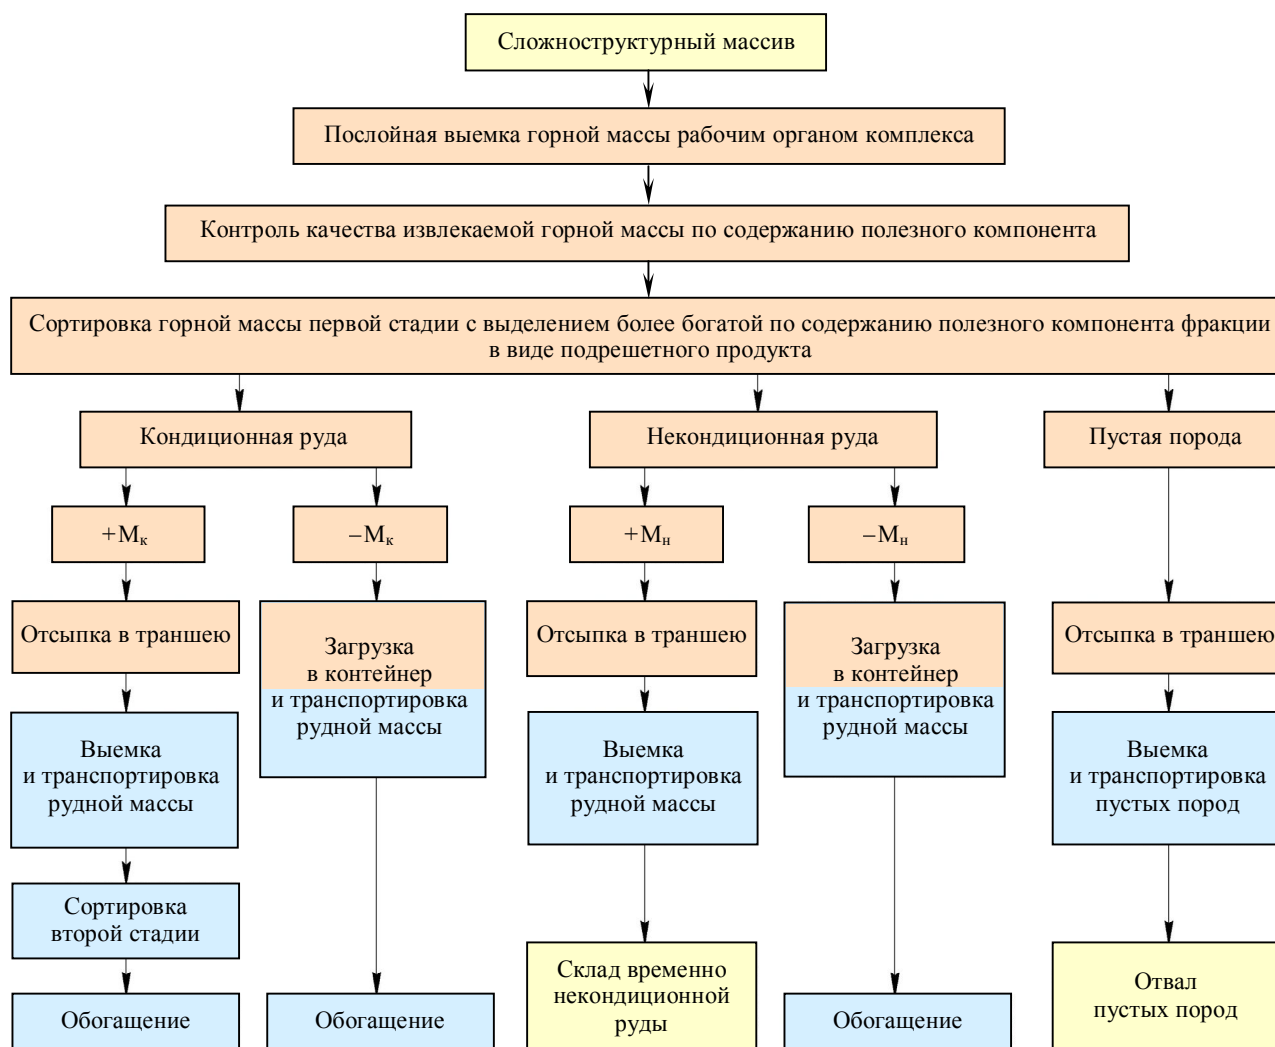 Сложноструктурный массив
Послойная выемка горной массы рабочим органом комплекса
Контроль качества извлекаемой горной массы по содержанию полезного компонента
Сортировка горной массы первой стадии с выделением более богатой по содержанию полезного компонента фракции
в виде подрешетного продукта
Кондиционная руда
Некондиционная руда
Пустая порода
+Мк
–Мк
+Мн
–Мн
Отсыпка в траншею
Загрузка
в контейнер
и транспортировка
рудной массы
Отсыпка в траншею
Загрузка
в контейнер
и транспортировка
рудной массы
Отсыпка в траншею
Выемка
и транспортировка
рудной массы
Выемка
и транспортировка
рудной массы
Выемка
и транспортировка
пустых пород
Сортировка
второй стадии
Обогащение
Обогащение
Склад временно
некондиционной
руды
Обогащение
Отвал
пустых пород